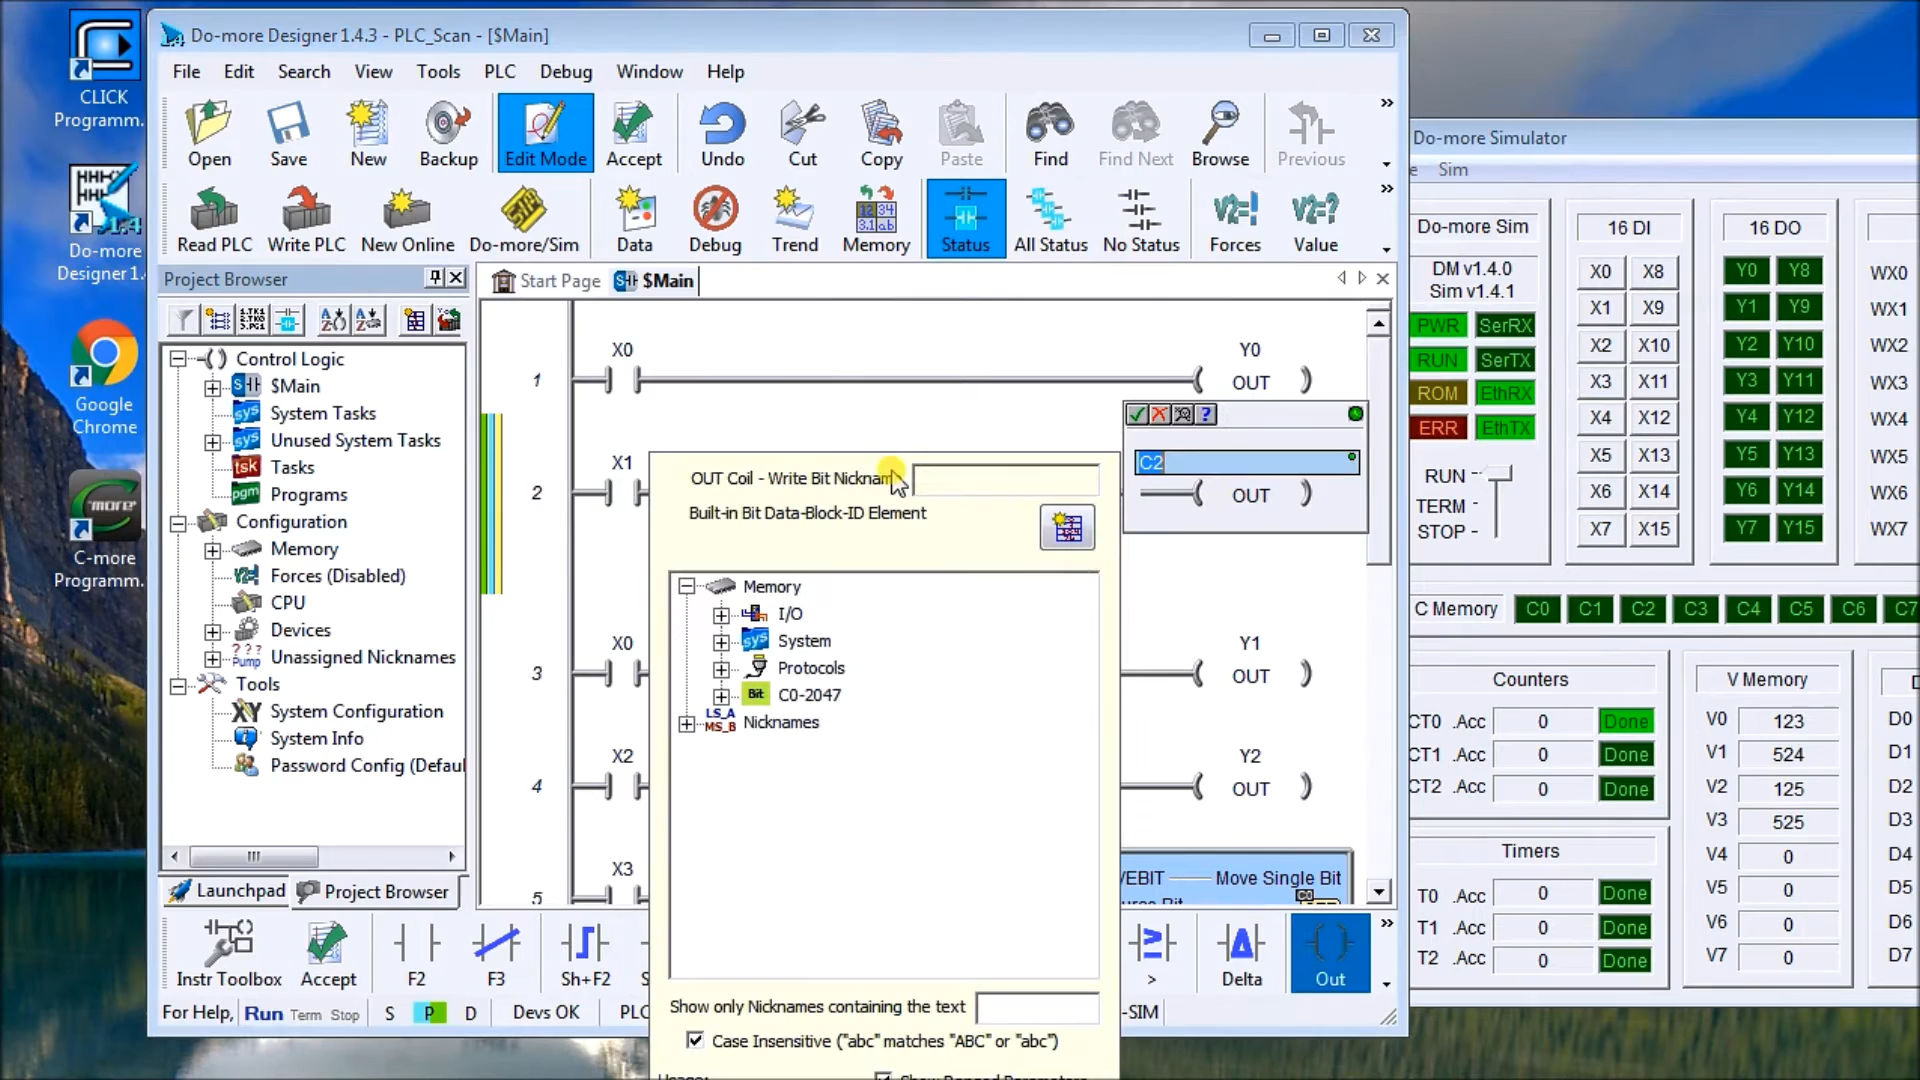 CLICK
Programm.
Do-more
Designer 1.4
Google
Chrome
C-more
Programm.
Do-more Designer 1.4.3 - PLC_Scan - [$Main]
File Edit Search View Tools PLC Debug Window Help
Open Save New Backup Edit Mode Accept Undo Cut Copy Paste Find Find Next Browse Previous
Read PLC Write PLC New Online Do-more/Sim Data Debug Trend Memory Status All Status No Status Forces Value
Project Browser
Start Page $Main
Control Logic
$Main
System Tasks
Unused System Tasks
Tasks
Programs
Configuration
Memory
Forces (Disabled)
CPU
Devices
Unassigned Nicknames
Tools
System Configuration
System Info
Password Config (Defaul
Launchpad Project Browser
X0 Y0
1 OUT
C2
X1
2 OUT
X0 Y1
3 OUT
X2 Y2
4 OUT
X3
5
VEBIT Move Single Bit
OUT Coil - Write Bit Nickname
Built-in Bit Data-Block-ID Element
Memory
I/O
System
Protocols
Bit C0-2047
Nicknames
Show only Nicknames containing the text
Case Insensitive ("abc" matches "ABC" or "abc")
Instr Toolbox Accept F2 F3 Sh+F2 > Delta Out
For Help, Run Term Stop S P D Devs OK PLC -SIM
Do-more Simulator
e Sim
Do-more Sim 16 DI 16 DO
DM v1.4.0
Sim v1.4.1
PWR SerRX
RUN SerTX
ROM EthRX
ERR EthTX
RUN -
TERM -
STOP -
X0 X8 Y0 Y8 WX0
X1 X9 Y1 Y9 WX1
X2 X10 Y2 Y10 WX2
X3 X11 Y3 Y11 WX3
X4 X12 Y4 Y12 WX4
X5 X13 Y5 Y13 WX5
X6 X14 Y6 Y14 WX6
X7 X15 Y7 Y15 WX7
C Memory C0 C1 C2 C3 C4 C5 C6 C7
Counters
CT0 .Acc 0 Done
CT1 .Acc 0 Done
CT2 .Acc 0 Done
Timers
T0 .Acc 0 Done
T1 .Acc 0 Done
T2 .Acc 0 Done
V Memory
V0 123 D0
V1 524 D1
V2 125 D2
V3 525 D3
V4 0 D4
V5 0 D5
V6 0 D6
V7 0 D7